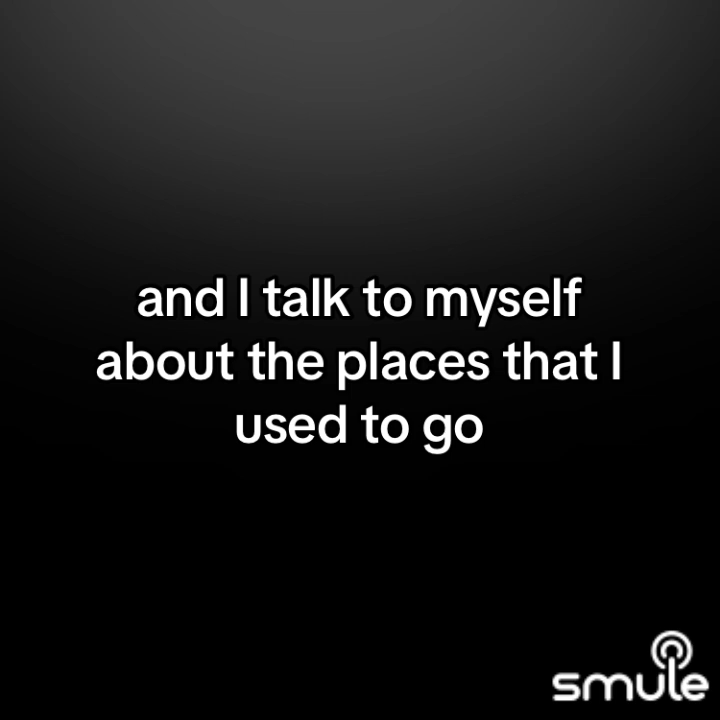 and I talk to myself
about the places that I
used to go
smule